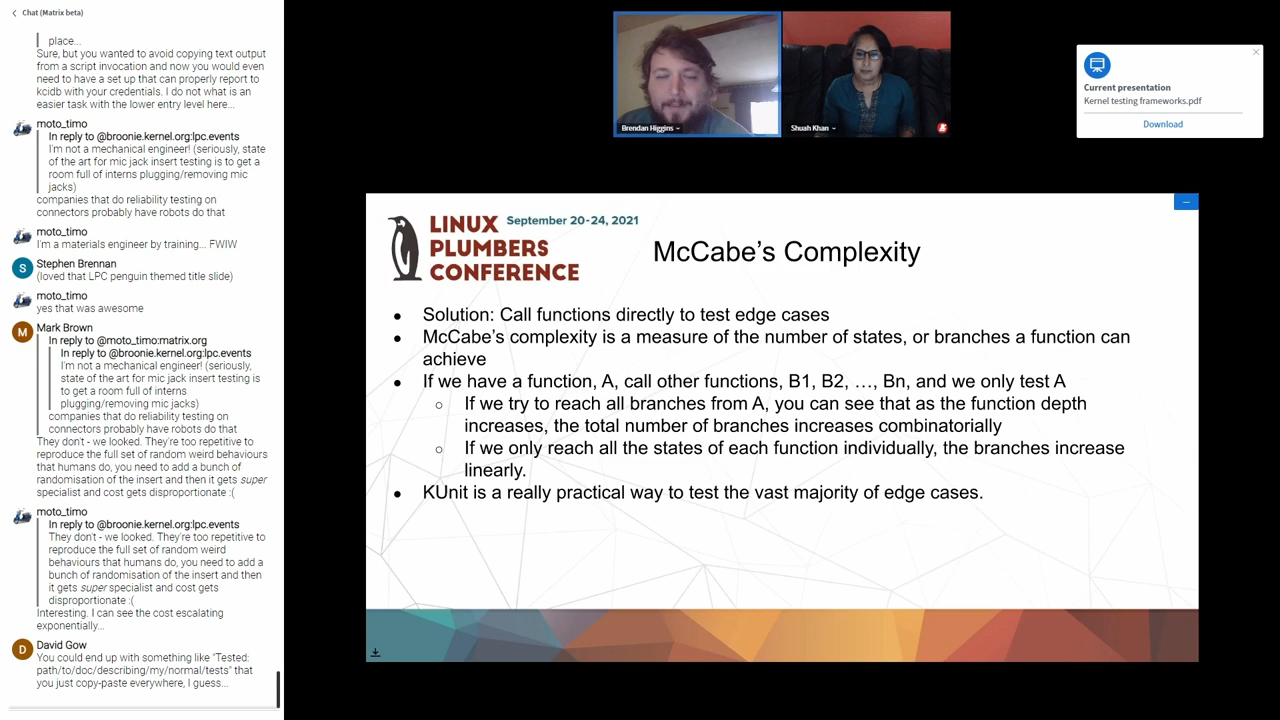 Chat (Matrix beta)
place...
Sure, but you wanted to avoid copying text output
from a script invocation and now you would even
need to have a set up that can properly report to
kcidb with your credentials. I do not what is an
easier task with the lower entry level here...
moto_timo
In reply to @broonie.kernel.org:lpc.events
I'm not a mechanical engineer! (seriously, state
of the art for mic jack insert testing is to get a
room full of interns plugging/removing mic
jacks)
companies that do reliability testing on
connectors probably have robots do that
moto_timo
I'm a materials engineer by training... FWIW
S
Stephen Brennan
(loved that LPC penguin themed title slide)
moto_timo
yes that was awesome
M
Mark Brown
In reply to @moto_timo:matrix.org
In reply to @broonie.kernel.org:lpc.events
I'm not a mechanical engineer! (seriously,
state of the art for mic jack insert testing is
to get a room full of interns
plugging/removing mic jacks)
companies that do reliability testing on
connectors probably have robots do that
They don't - we looked. They're too repetitive to
reproduce the full set of random weird behaviours
that humans do, you need to add a bunch of
randomisation of the insert and then it gets super
specialist and cost gets disproportionate :(
moto_timo
In reply to @broonie.kernel.org:lpc.events
They don't - we looked. They're too repetitive to
reproduce the full set of random weird
behaviours that humans do, you need to add a
bunch of randomisation of the insert and then
it gets super specialist and cost gets
disproportionate :(
Interesting. I can see the cost escalating
exponentially...
D
David Gow
You could end up with something like "Tested:
path/to/doc/describing/my/normal/tests" that
you just copy-paste everywhere, I guess...
Brendan Higgins
Shuah Khan
Current presentation
Kernel testing frameworks.pdf
Download
LINUX
PLUMBERS
CONFERENCE
September 20-24, 2021
McCabe's Complexity
● Solution: Call functions directly to test edge cases
● McCabe's complexity is a measure of the number of states, or branches a function can
achieve
● If we have a function, A, call other functions, B1, B2, …, Bn, and we only test A
○ If we try to reach all branches from A, you can see that as the function depth
increases, the total number of branches increases combinatorially
○ If we only reach all the states of each function individually, the branches increase
linearly.
● KUnit is a really practical way to test the vast majority of edge cases.